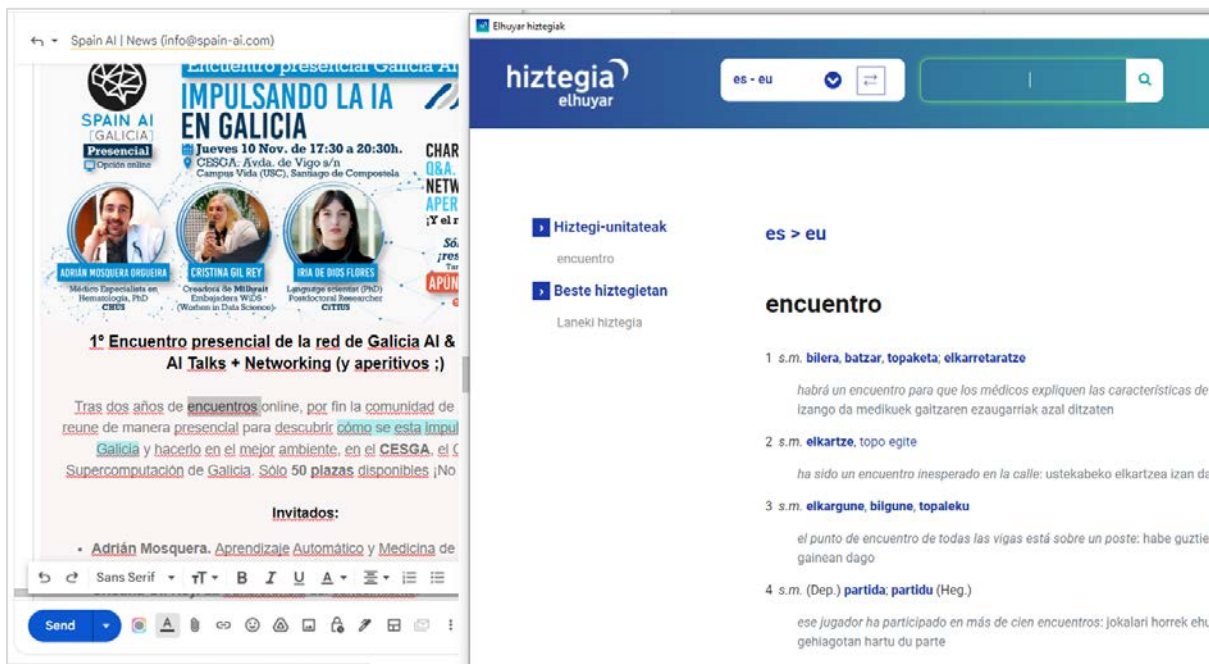 Spain AI | News (info@spain-ai.com)
Encuentro presencial Galicia AI
IMPULSANDO LA IA
EN GALICIA
SPAIN AI
[GALICIA]
Presencial
Opción online
Jueves 10 Nov. de 17:30 a 20:30h.
CESGA: Avda. de Vigo s/n
Campus Vida (USC), Santiago de Compostela
CHAR
Q&A.
NETW
APER
¡Y el r
Só
¡res
Tar
APÚN
ADRIÁN MOSQUERA ORGUEIRA
Médico Especialista en
Hematología, PhD
CHUS
CRISTINA GIL REY
Creadora de
Embajadora WiDS
(Women in Data Science)
IRIA DE DIOS FLORES
Language scientist (PhD)
Postdoctoral Researcher
CiTIUS
1º Encuentro presencial de la red de Galicia AI &
AI Talks + Networking (y aperitivos ;)
Tras dos años de encuentros online, por fin la comunidad de
reune de manera presencial para descubrir cómo se esta impul
Galicia y hacerlo en el mejor ambiente, en el CESGA, el C
Supercomputación de Galicia. Sólo 50 plazas disponibles ¡No
Invitados:
• Adrián Mosquera. Aprendizaje Automático y Medicina de
Sans Serif
Send
Elhuyar hiztegiak
hiztegia
elhuyar
es - eu
Hiztegi-unitateak
encuentro
Beste hiztegietan
Laneki hiztegia
es > eu
encuentro
1 s.m. bilera, batzar, topaketa; elkarretaratze
habrá un encuentro para que los médicos expliquen las características de
izango da medikuek gaitzaren ezaugarriak azal ditzaten
2 s.m. elkartze, topo egite
ha sido un encuentro inesperado en la calle: ustekabeko elkartzea izan da
3 s.m. elkargune, bilgune, topaleku
el punto de encuentro de todas las vigas está sobre un poste: habe guztie
gainean dago
4 s.m. (Dep.) partida; partidu (Heg.)
ese jugador ha participado en más de cien encuentros: jokalari horrek ehu
gehiagotan hartu du parte